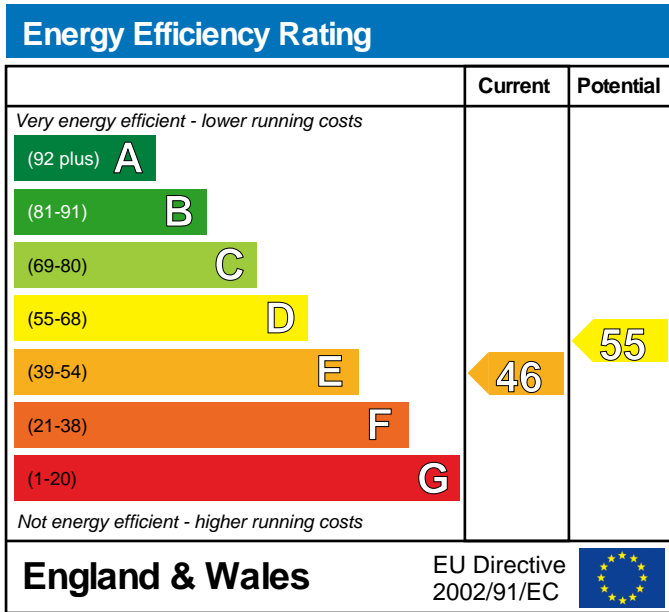 Energy Efficiency Rating
Current Potential
Very energy efficient - lower running costs
(92 plus) A
(81-91) B
(69-80) C
(55-68) D
(39-54) E
(21-38) F
(1-20) G
46
55
Not energy efficient - higher running costs
England & Wales
EU Directive
2002/91/EC